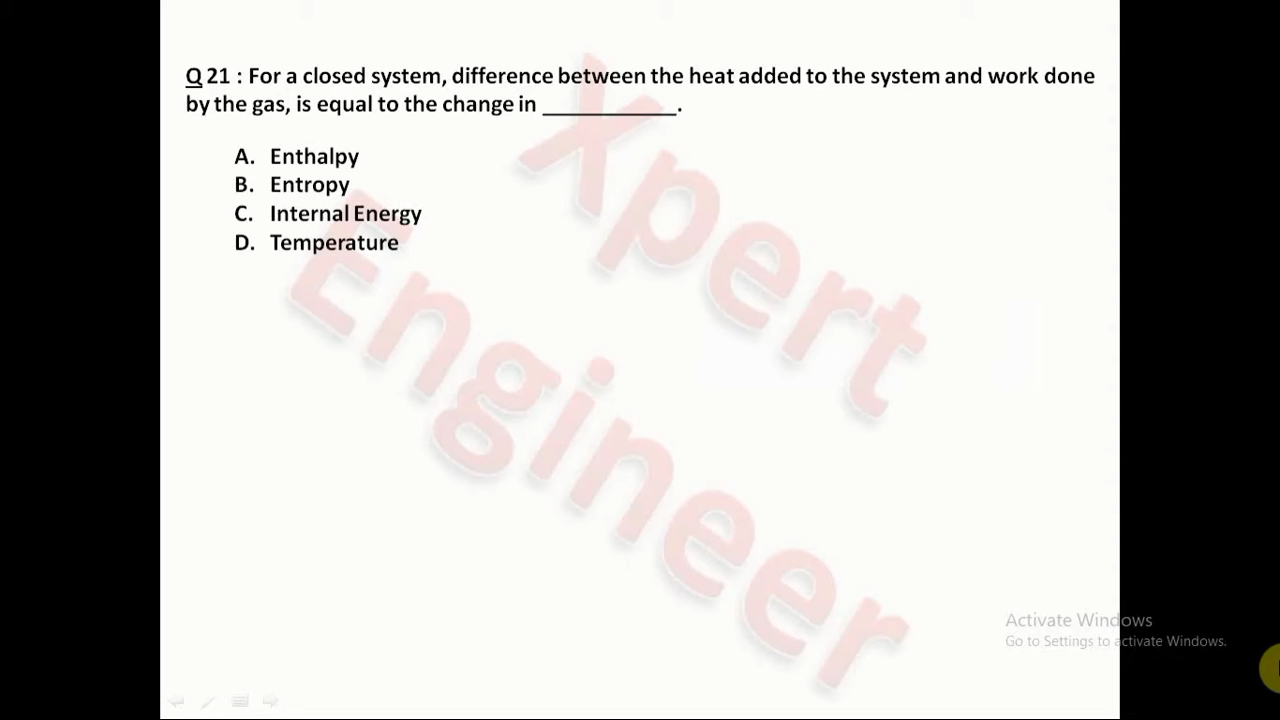 Q 21 : For a closed system, difference between the heat added to the system and work done
by the gas, is equal to the change in ____________.
A. Enthalpy
B. Entropy
C. Internal Energy
D. Temperature
Xpert
Engineer
Activate Windows
Go to Settings to activate Windows.